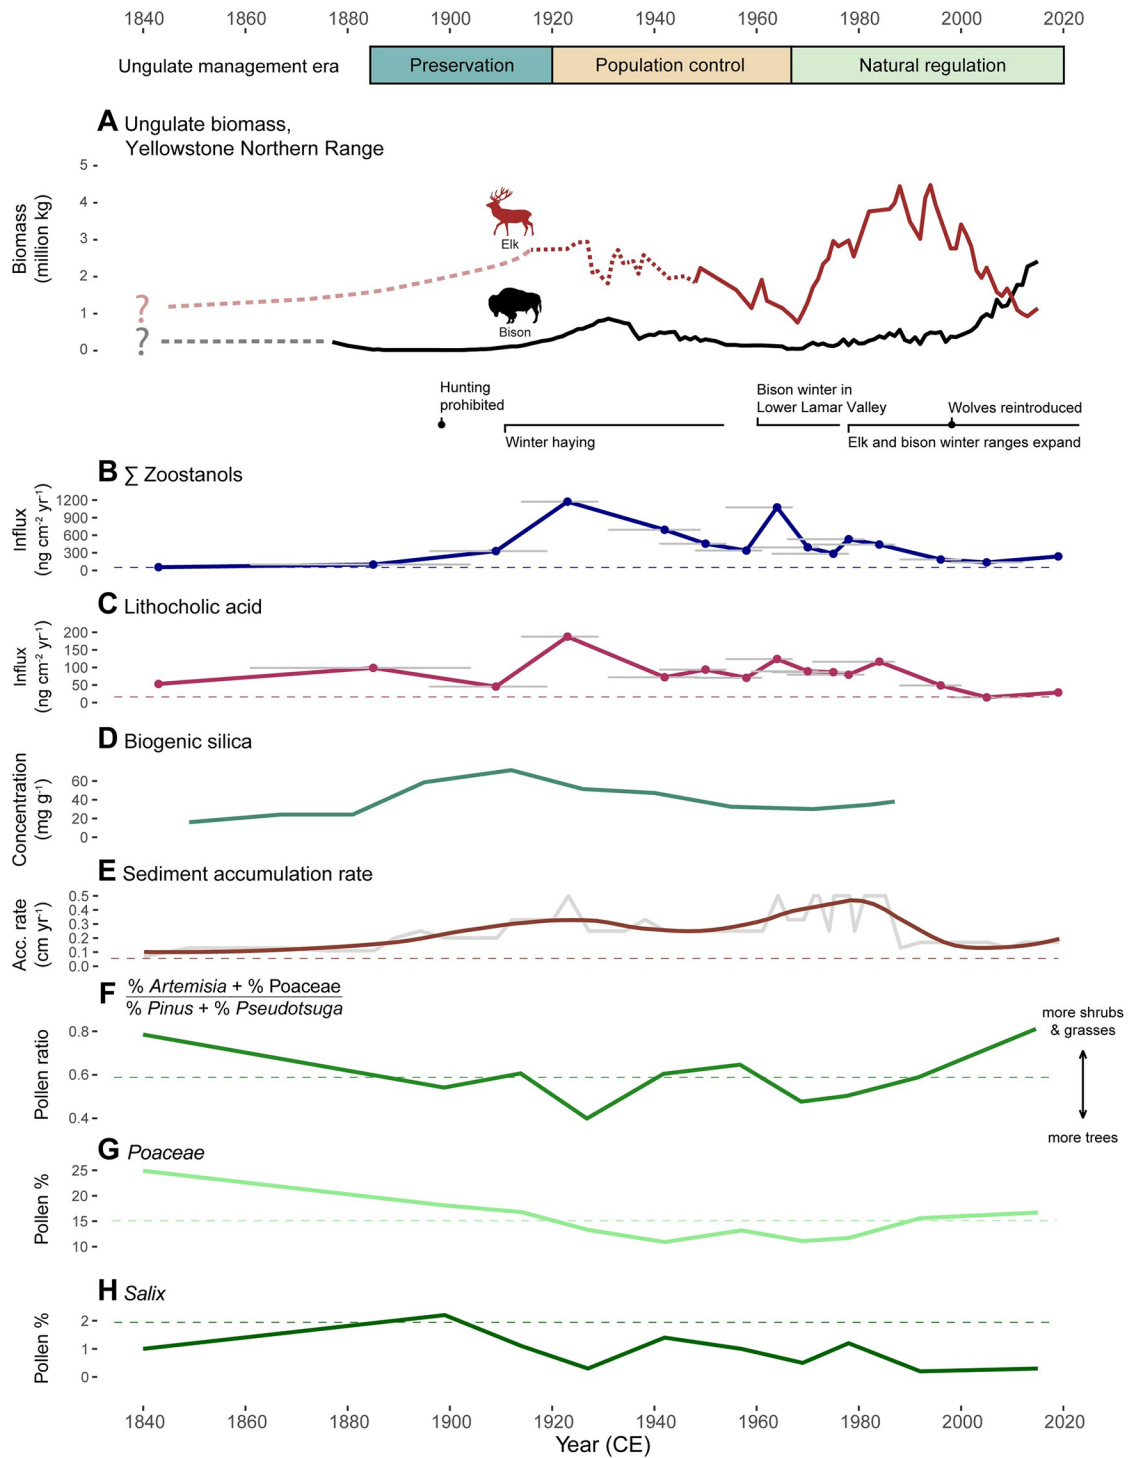 1840 1860 1880 1900 1920 1940 1960 1980 2000 2020
Ungulate management era Preservation Population control Natural regulation
A Ungulate biomass,
Yellowstone Northern Range
Biomass
(million kg)
5
4
3
2
1
0
?
?
Elk
Bison
Hunting
prohibited
Winter haying
Bison winter in
Lower Lamar Valley
Wolves reintroduced
Elk and bison winter ranges expand
B ∑ Zoostanols
Influx
(ng cm⁻² yr⁻¹)
1200
900
600
300
0
C Lithocholic acid
Influx
(ng cm⁻² yr⁻¹)
200
150
100
50
0
D Biogenic silica
Concentration
(mg g⁻¹)
60
40
20
0
E Sediment accumulation rate
Acc. rate
(cm yr⁻¹)
0.5
0.4
0.3
0.2
0.1
0.0
F % Artemisia + % Poaceae
% Pinus + % Pseudotsuga
Pollen ratio
0.8
0.6
0.4
more shrubs
& grasses
more trees
G Poaceae
Pollen %
25
20
15
10
H Salix
Pollen %
2
1
0
1840 1860 1880 1900 1920 1940 1960 1980 2000 2020
Year (CE)